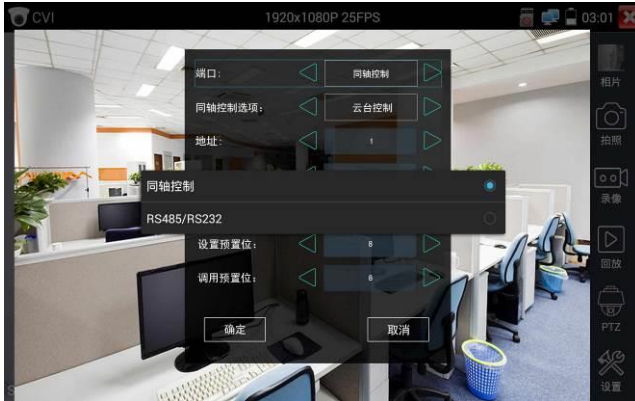 CVI
1920x1080P 25FPS
03:01
端口:
同轴控制
同轴控制选项:
云台控制
地址:
1
同轴控制
RS485/RS232
设置预置位:
8
调用预置位:
6
确定
取消
相片
拍照
录像
回放
PTZ
设置